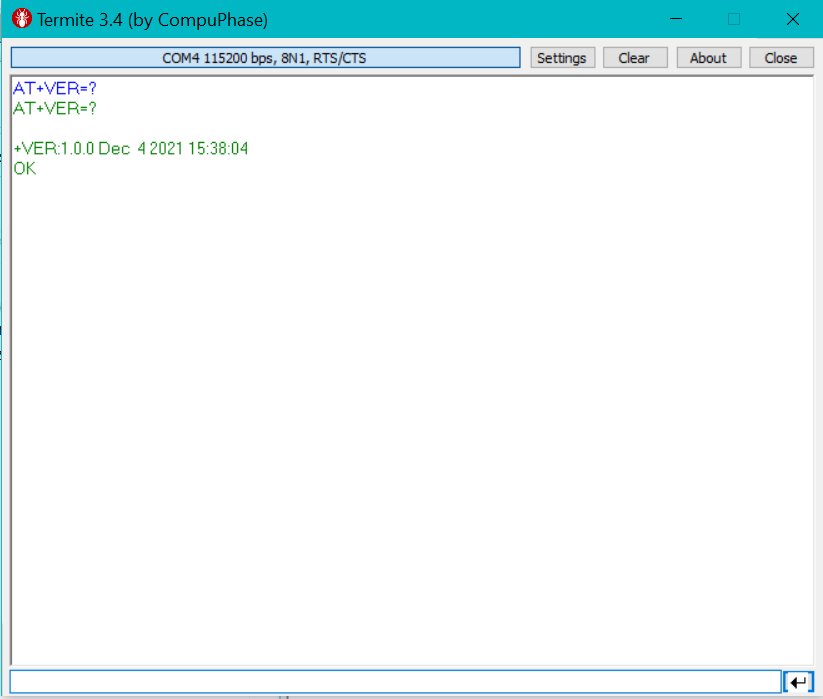 Termite 3.4 (by CompuPhase)
COM4 115200 bps, 8N1, RTS/CTS Settings Clear About Close
AT+VER=?
AT+VER=?
+VER:1.0.0 Dec  4 2021 15:38:04
OK